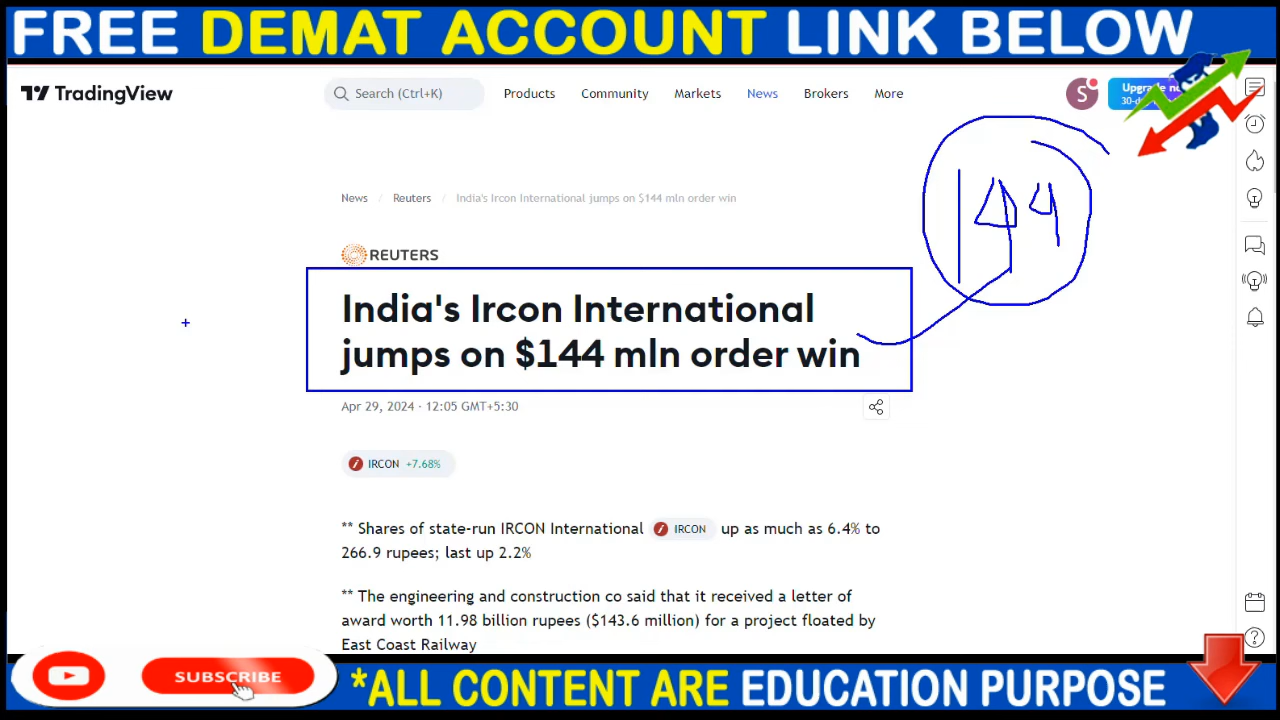 FREE DEMAT ACCOUNT LINK BELOW
TradingView
Search (Ctrl+K)
Products Community Markets News Brokers More
S
Upgrade
30-d
144
News / Reuters / India's Ircon International jumps on $144 mln order win
REUTERS
India's Ircon International
jumps on $144 mln order win
Apr 29, 2024 · 12:05 GMT+5:30
IRCON +7.68%
** Shares of state-run IRCON International IRCON up as much as 6.4% to
266.9 rupees; last up 2.2%
** The engineering and construction co said that it received a letter of
award worth 11.98 billion rupees ($143.6 million) for a project floated by
East Coast Railway
SUBSCRIBE
*ALL CONTENT ARE EDUCATION PURPOSE